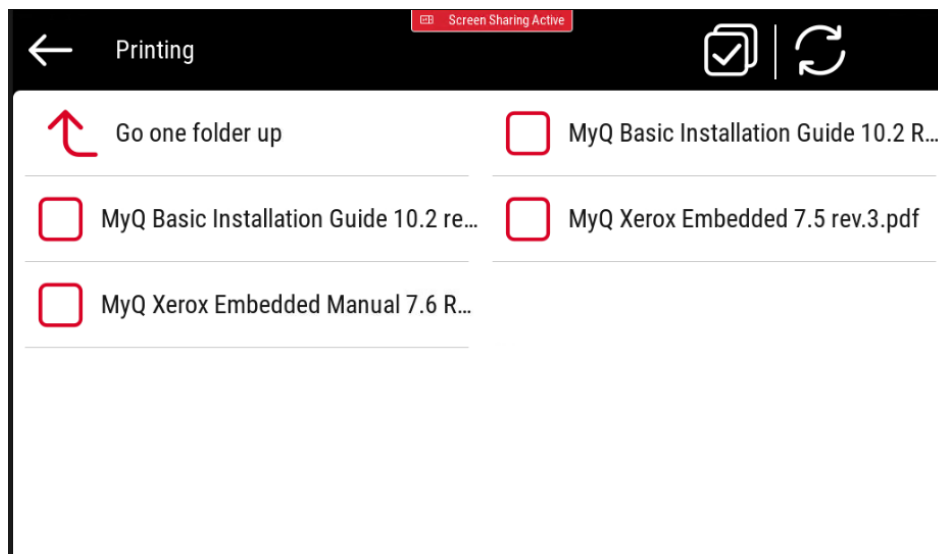 Screen Sharing Active
Printing
Go one folder up
MyQ Basic Installation Guide 10.2 R...
MyQ Basic Installation Guide 10.2 re...
MyQ Xerox Embedded 7.5 rev.3.pdf
MyQ Xerox Embedded Manual 7.6 R...